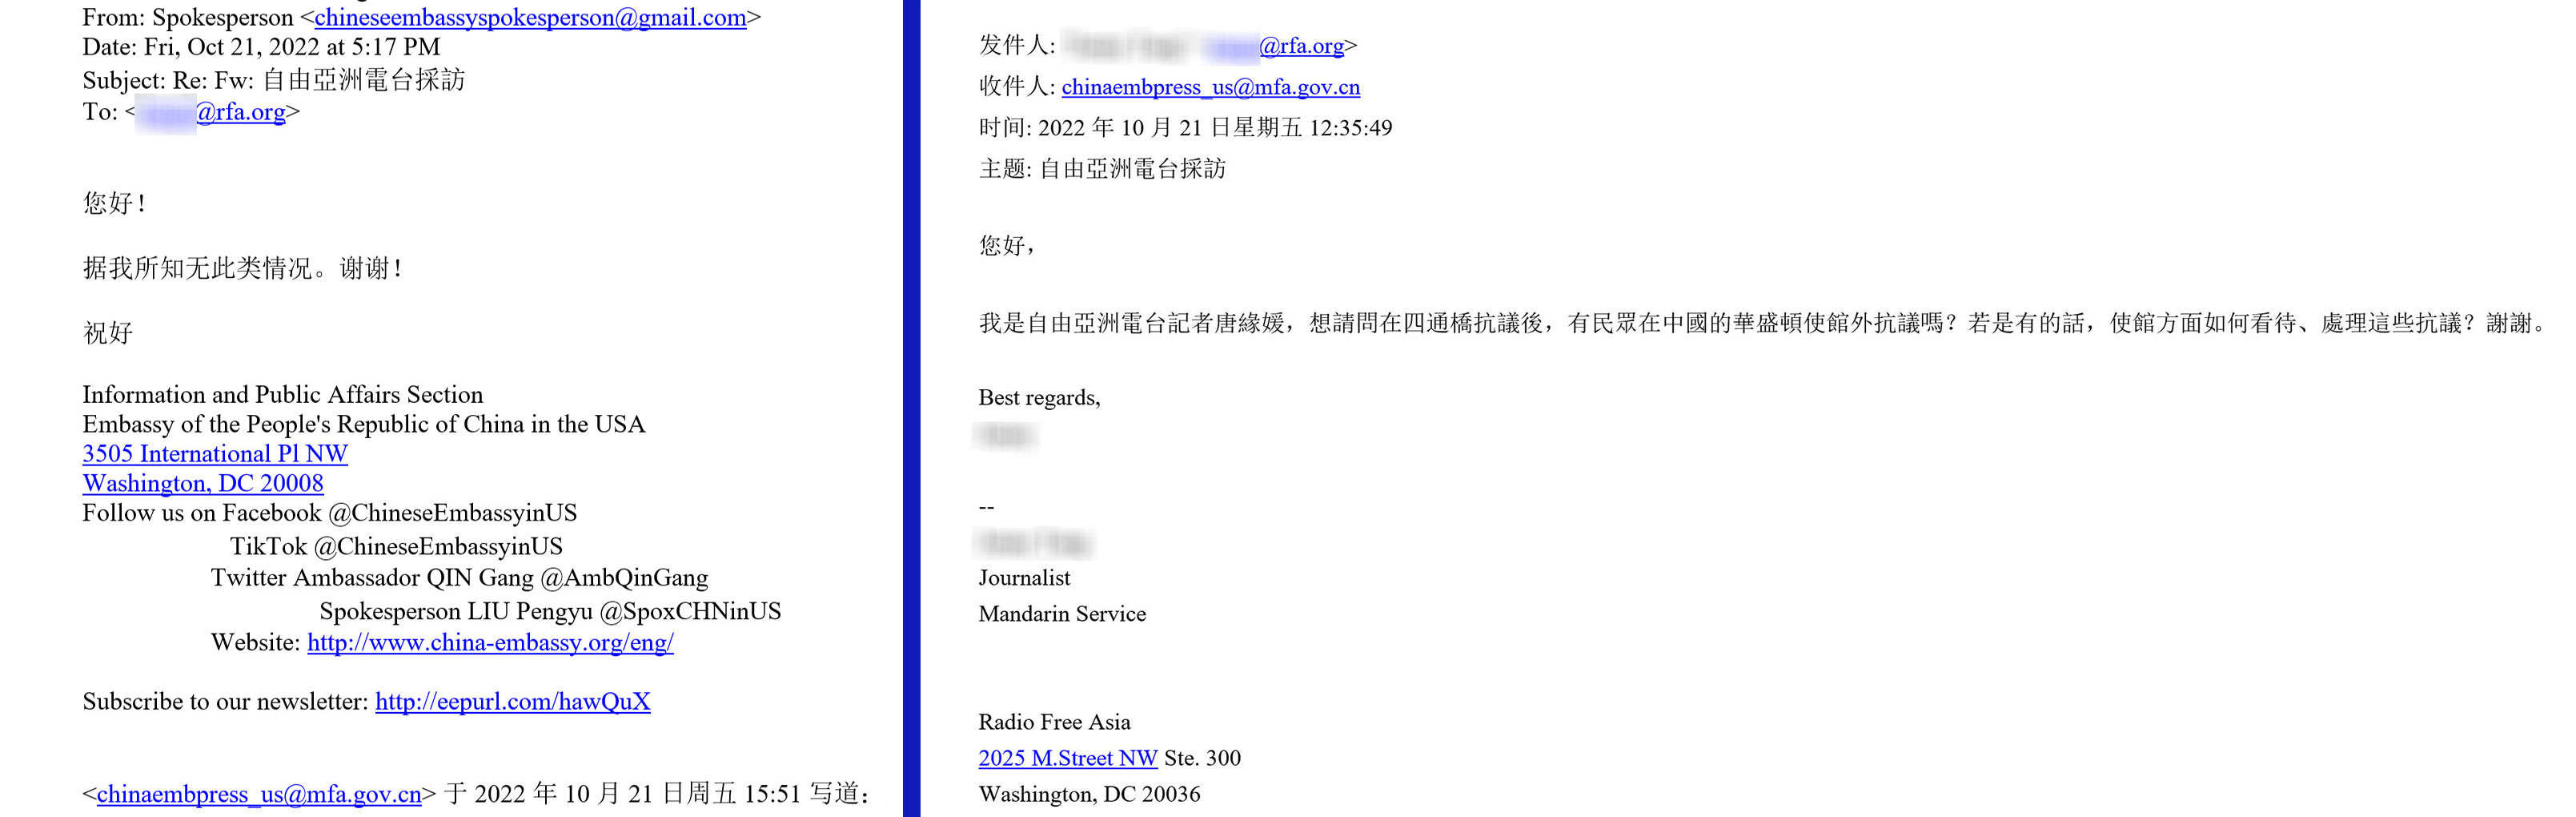 From: Spokesperson <chineseembassyspokesperson@gmail.com>
Date: Fri, Oct 21, 2022 at 5:17 PM
Subject: Re: Fw: 自由亞洲電台採訪
To: < @rfa.org>
您好！
据我所知无此类情况。谢谢！
祝好
Information and Public Affairs Section
Embassy of the People's Republic of China in the USA
3505 International Pl NW
Washington, DC 20008
Follow us on Facebook @ChineseEmbassyinUS
TikTok @ChineseEmbassyinUS
Twitter Ambassador QIN Gang @AmbQinGang
Spokesperson LIU Pengyu @SpoxCHNinUS
Website: http://www.china-embassy.org/eng/
Subscribe to our newsletter: http://eepurl.com/hawQuX
<chinaembpress_us@mfa.gov.cn> 于 2022 年 10 月 21 日周五 15:51 写道：
发件人: @rfa.org>
收件人: chinaembpress_us@mfa.gov.cn
时间: 2022 年 10 月 21 日星期五 12:35:49
主题: 自由亞洲電台採訪
您好，
我是自由亞洲電台記者唐緣媛，想請問在四通橋抗議後，有民眾在中國的華盛頓使館外抗議嗎？若是有的話，使館方面如何看待、處理這些抗議？謝謝。
Best regards,
--
Journalist
Mandarin Service
Radio Free Asia
2025 M.Street NW Ste. 300
Washington, DC 20036